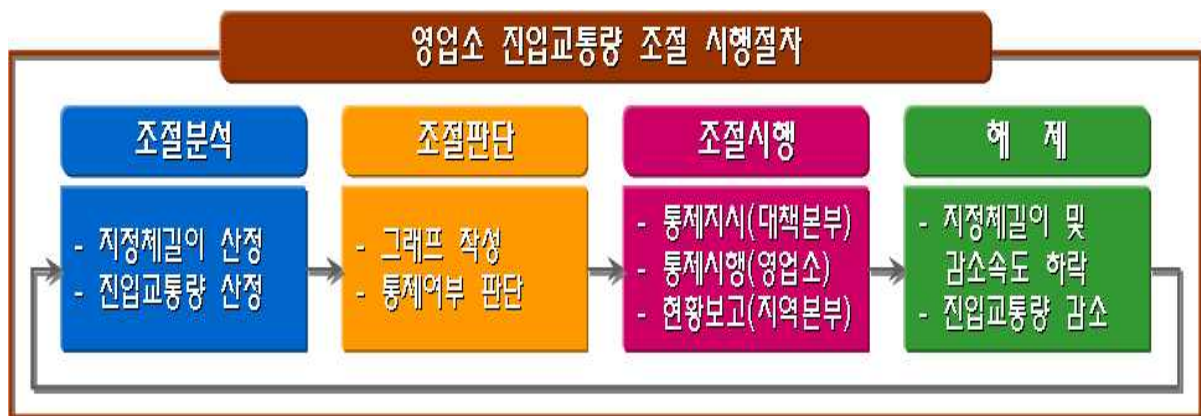 영업소 진입교통량 조절 시행절차
조절분석
- 지정체길이 산정
- 진입교통량 산정
조절판단
- 그래프 작성
- 통제여부 판단
조절시행
- 통제지시(대책본부)
- 통제시행(영업소)
- 현황보고(지역본부)
해 제
- 지정체길이 및
감소속도 하락
- 진입교통량 감소